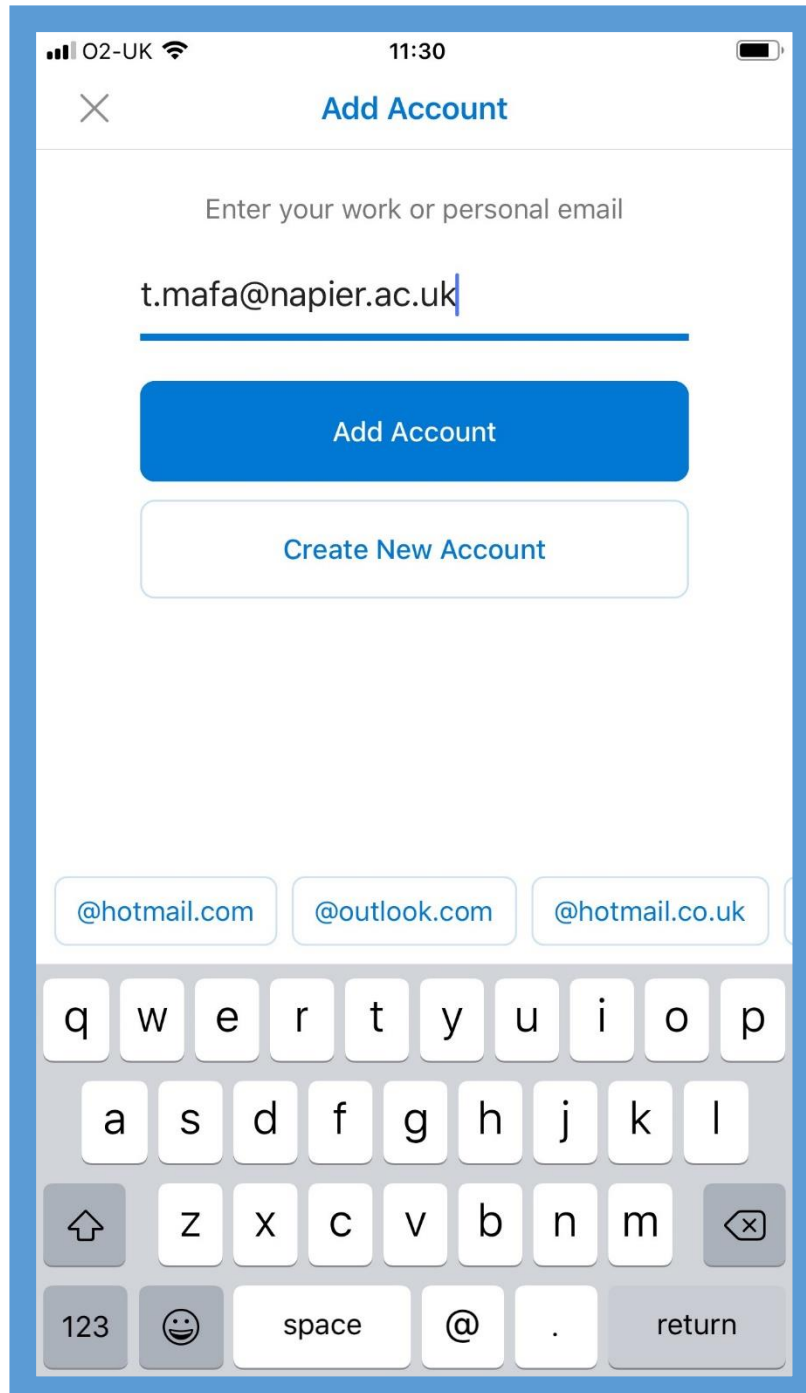 O2-UK 11:30
Add Account
Enter your work or personal email
t.mafa@napier.ac.uk
Add Account
Create New Account
@hotmail.com @outlook.com @hotmail.co.uk
q w e r t y u i o p
a s d f g h j k l
z x c v b n m
123 space @ . return